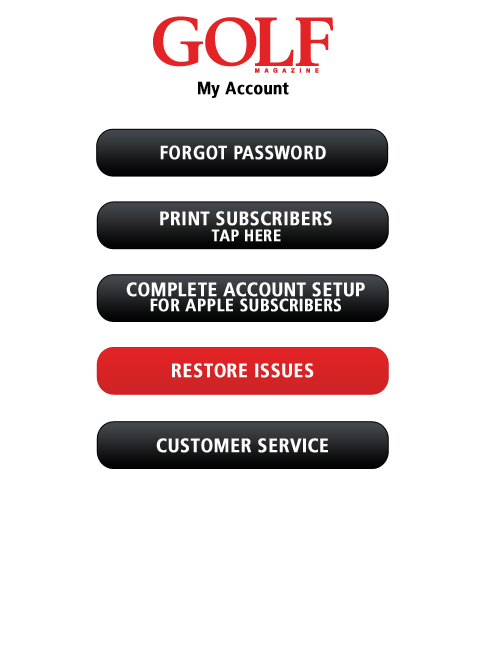 GOLF
MAGAZINE
My Account
FORGOT PASSWORD
PRINT SUBSCRIBERS
TAP HERE
COMPLETE ACCOUNT SETUP
FOR APPLE SUBSCRIBERS
RESTORE ISSUES
CUSTOMER SERVICE